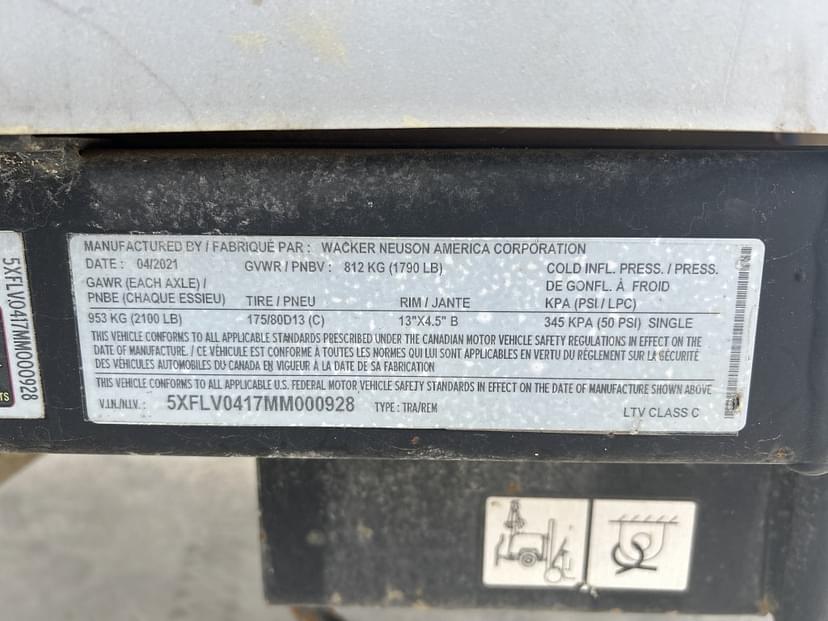 MANUFACTURED BY / FABRIQUÉ PAR : WACKER NEUSON AMERICA CORPORATION
DATE : 04/2021 GVWR / PNBV : 812 KG (1790 LB) COLD INFL. PRESS. / PRESS.
GAWR (EACH AXLE) / DE GONFL. À FROID
PNBE (CHAQUE ESSIEU) TIRE / PNEU RIM / JANTE KPA (PSI / LPC)
953 KG (2100 LB) 175/80D13 (C) 13"X4.5" B 345 KPA (50 PSI) SINGLE
THIS VEHICLE CONFORMS TO ALL APPLICABLE STANDARDS PRESCRIBED UNDER THE CANADIAN MOTOR VEHICLE SAFETY REGULATIONS IN EFFECT ON THE
DATE OF MANUFACTURE. / CE VÉHICULE EST CONFORME À TOUTES LES NORMES QUI LUI SONT APPLICABLES EN VERTU DU RÈGLEMENT SUR LA SÉCURITÉ
DES VÉHICULES AUTOMOBILES DU CANADA EN VIGUEUR À LA DATE DE SA FABRICATION
THIS VEHICLE CONFORMS TO ALL APPLICABLE U.S. FEDERAL MOTOR VEHICLE SAFETY STANDARDS IN EFFECT ON THE DATE OF MANUFACTURE SHOWN ABOVE
V.I.N./N.I.V. : 5XFLV0417MM000928 TYPE : TRA/REM LTV CLASS C
5XFLV0417MM000928